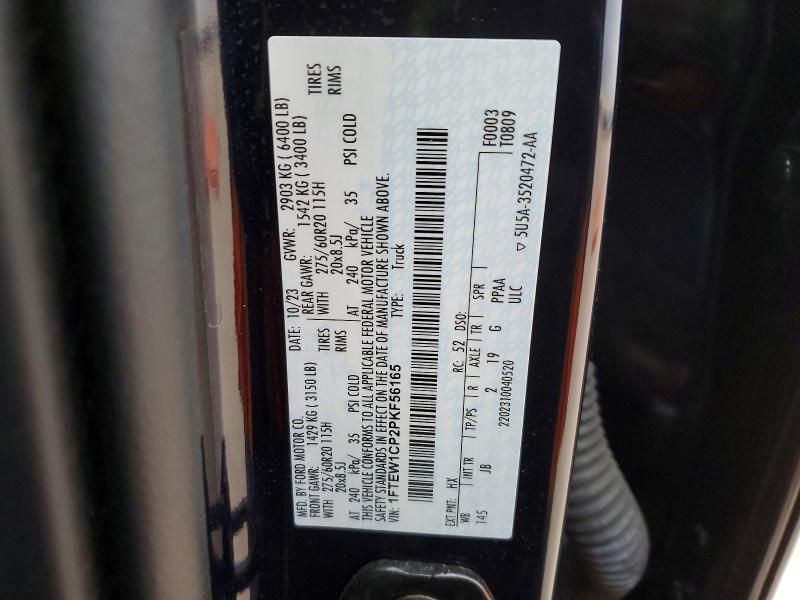 MFD. BY FORD MOTOR CO.
DATE: 10/23 GVWR: 2903 KG ( 6400 LB)
FRONT GAWR: 1429 KG ( 3150 LB) REAR GAWR: 1542 KG ( 3400 LB)
275/60R20 115H TIRES WITH 275/60R20 115H TIRES
20x8.5J RIMS 20x8.5J RIMS
AT 240 kPa/ 35 PSI COLD AT 240 kPa/ 35 PSI COLD
THIS VEHICLE CONFORMS TO ALL APPLICABLE FEDERAL MOTOR VEHICLE
SAFETY STANDARDS IN EFFECT ON THE DATE OF MANUFACTURE SHOWN ABOVE.
VIN: 1FTEW1CP2PKF56165 TYPE: Truck
EXT PNT: HX RC: 52 DSO: F0003
T0809
WB INT TR TP/PS R AXLE TR SPR
145 JB 2 19 G PPAA
2202310040520 ULC
▽ 5U5A-3520472-AA